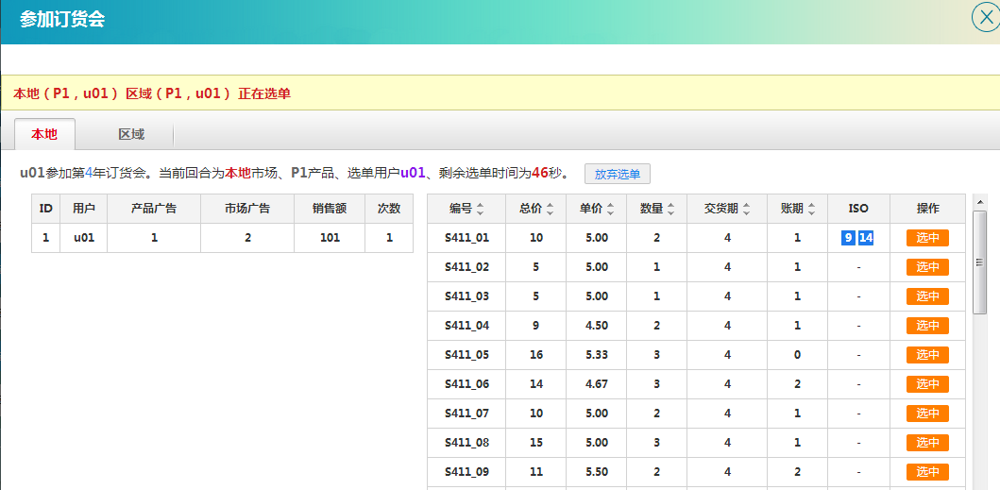 参加订货会
本地（P1，u01） 区域（P1，u01） 正在选单
本地 区域
u01参加第4年订货会。当前回合为本地市场、P1产品、选单用户u01、剩余选单时间为46秒。 放弃选单
ID 用户 产品广告 市场广告 销售额 次数
1 u01 1 2 101 1
编号 总价 单价 数量 交货期 账期 ISO 操作
S411_01 10 5.00 2 4 1 9 14 选中
S411_02 5 5.00 1 4 1 - 选中
S411_03 5 5.00 1 4 1 - 选中
S411_04 9 4.50 2 4 1 - 选中
S411_05 16 5.33 3 4 0 - 选中
S411_06 14 4.67 3 4 2 - 选中
S411_07 10 5.00 2 4 1 - 选中
S411_08 15 5.00 3 4 1 - 选中
S411_09 11 5.50 2 4 2 - 选中